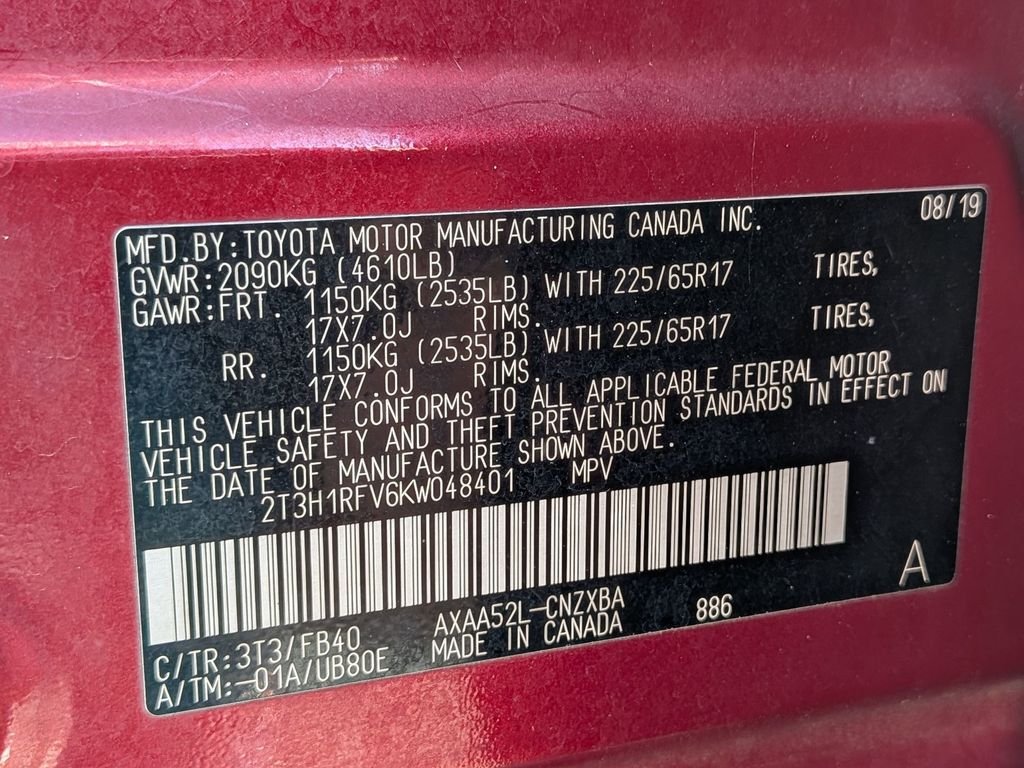 08/19
MFD.BY:TOYOTA MOTOR MANUFACTURING CANADA INC.
GVWR:2090KG (4610LB)
GAWR:FRT. 1150KG (2535LB) WITH 225/65R17 TIRES,
17X7.0J RIMS.
RR. 1150KG (2535LB) WITH 225/65R17 TIRES,
17X7.0J RIMS.
THIS VEHICLE CONFORMS TO ALL APPLICABLE FEDERAL MOTOR
VEHICLE SAFETY AND THEFT PREVENTION STANDARDS IN EFFECT ON
THE DATE OF MANUFACTURE SHOWN ABOVE.
2T3H1RFV6KW048401 MPV
A
C/TR:3T3/FB40 AXAA52L-CNZXBA 886
A/TM:-01A/UB80E MADE IN CANADA